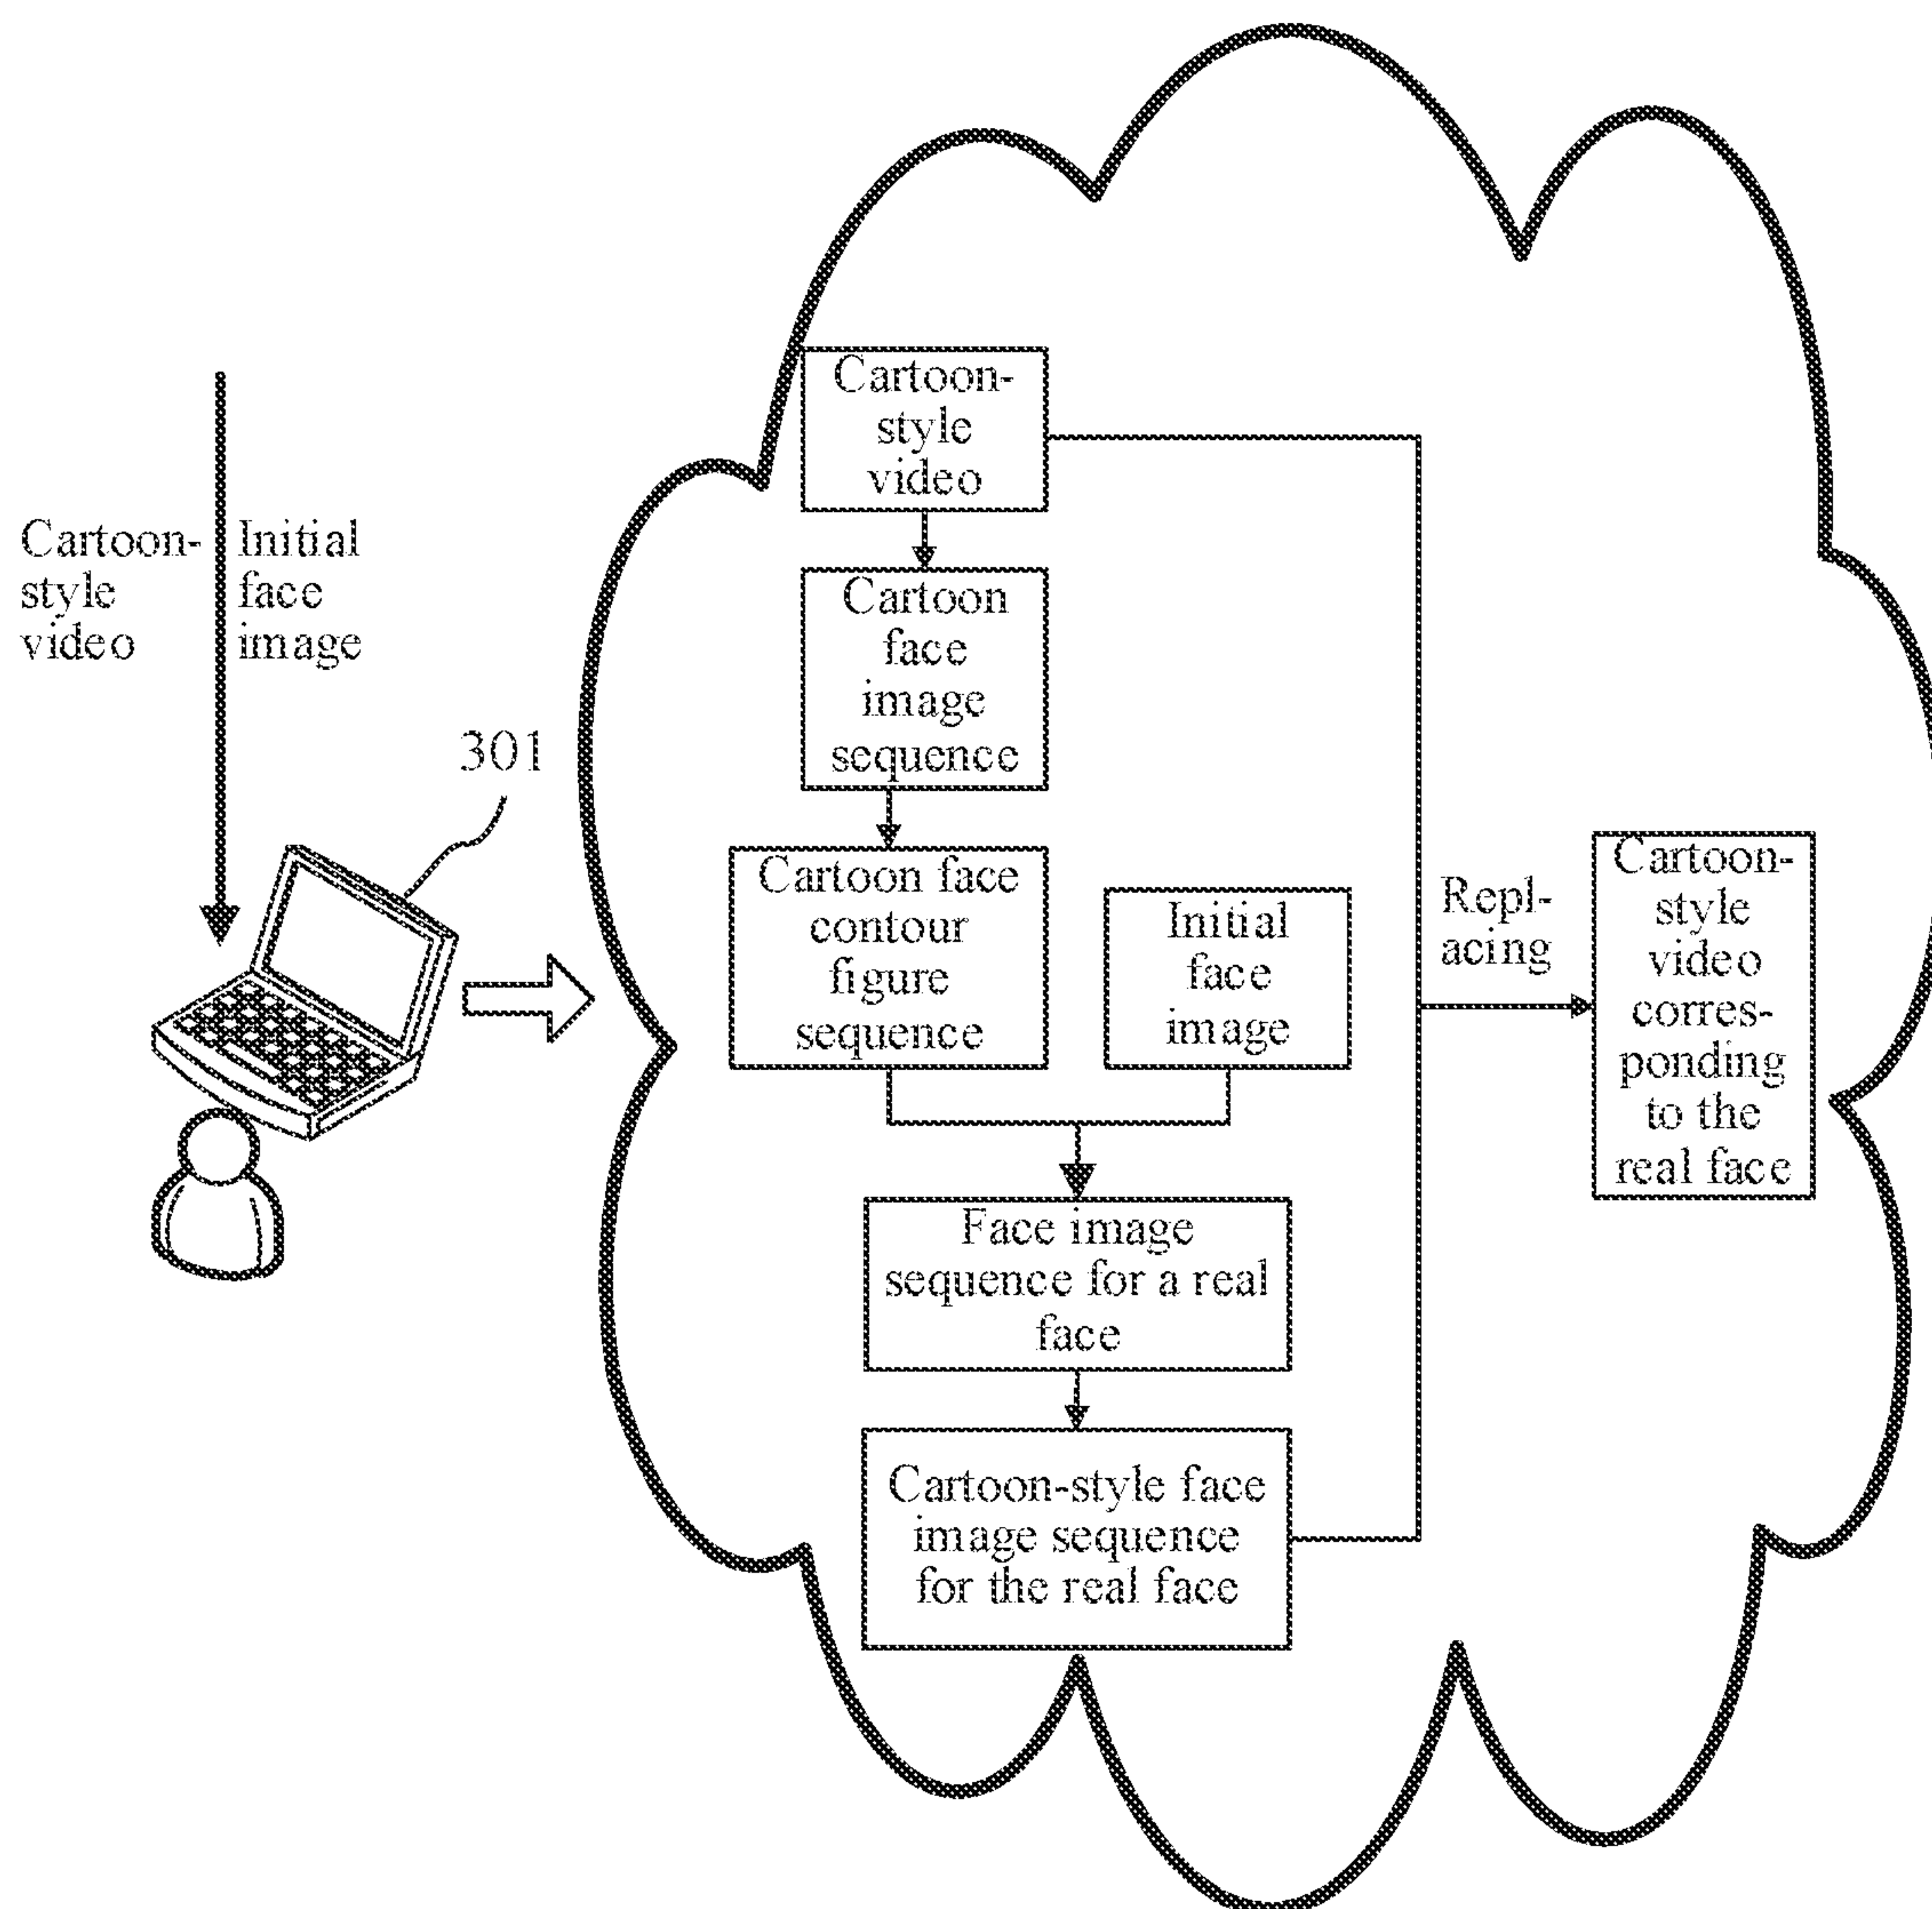 Cartoon-
style
video
Initial
face
image
301
Cartoon-
style
video
Cartoon
face
image
sequence
Cartoon face
contour
figure
sequence
Initial
face
image
Face image
sequence for a real
face
Cartoon-style face
image sequence
for the real face
Repl-
acing
Cartoon-
style
video
corres-
ponding
to the
real face